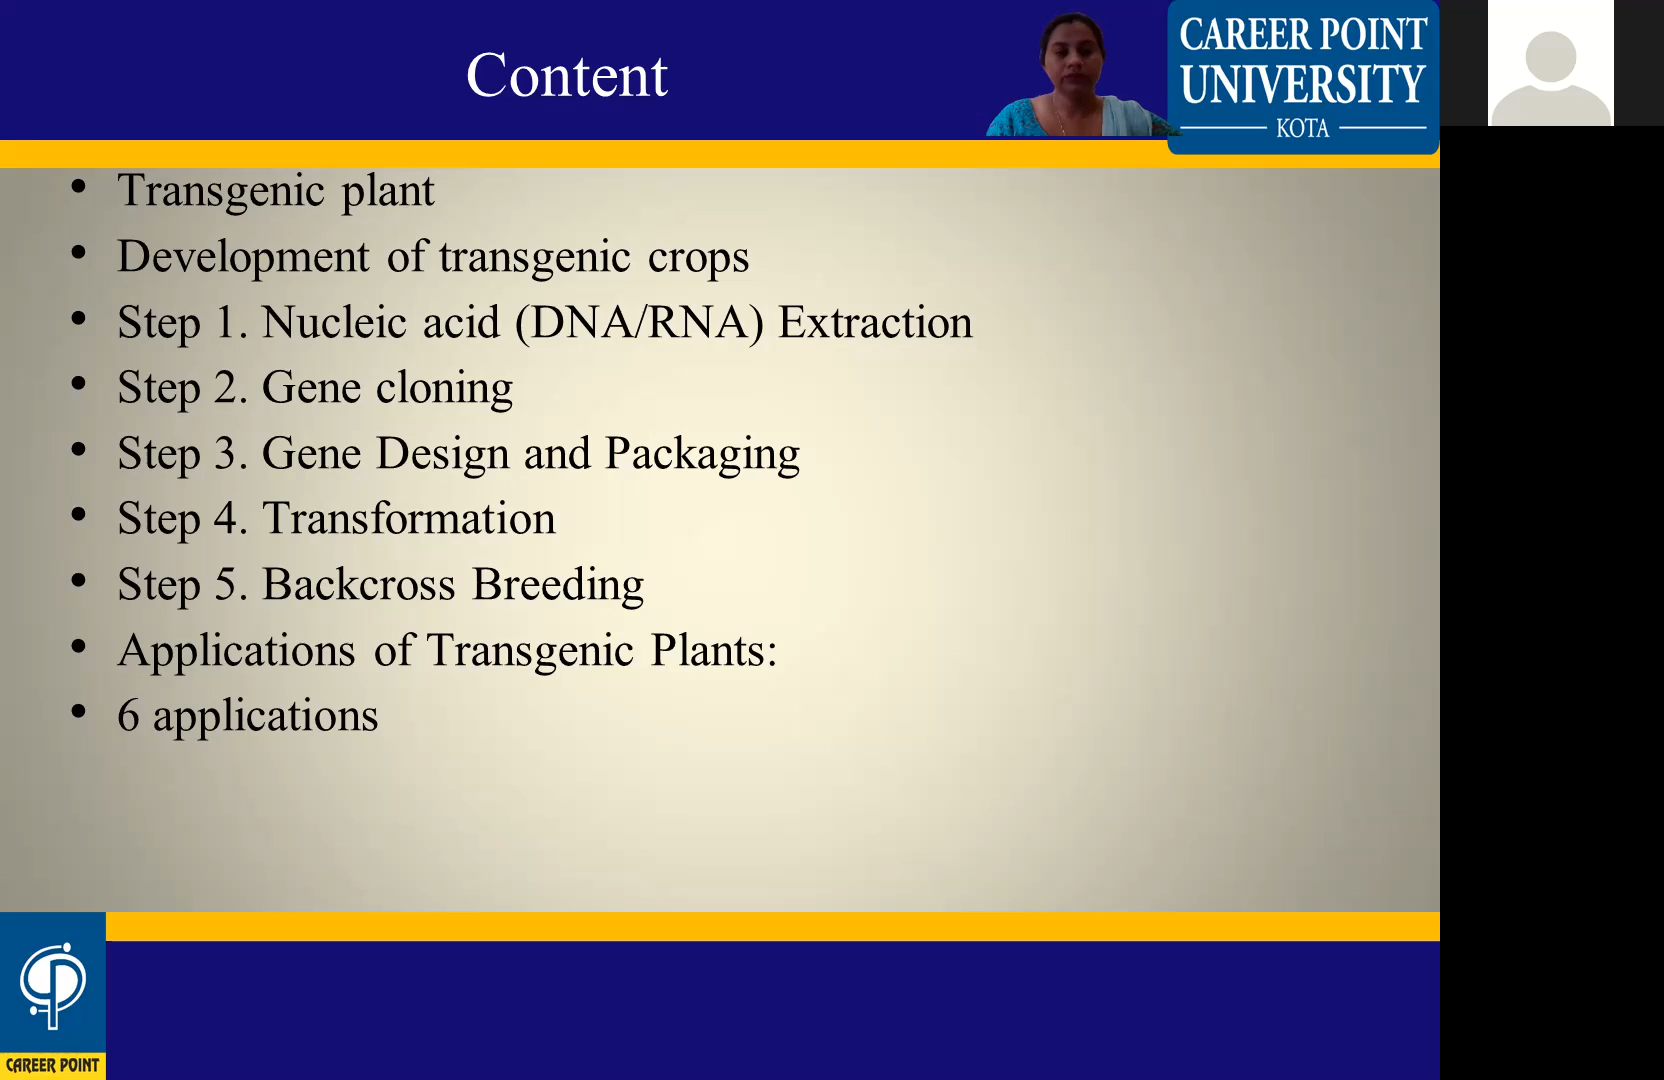 Content
CAREER POINT
UNIVERSITY
KOTA
• Transgenic plant
• Development of transgenic crops
• Step 1. Nucleic acid (DNA/RNA) Extraction
• Step 2. Gene cloning
• Step 3. Gene Design and Packaging
• Step 4. Transformation
• Step 5. Backcross Breeding
• Applications of Transgenic Plants:
• 6 applications
CAREER POINT